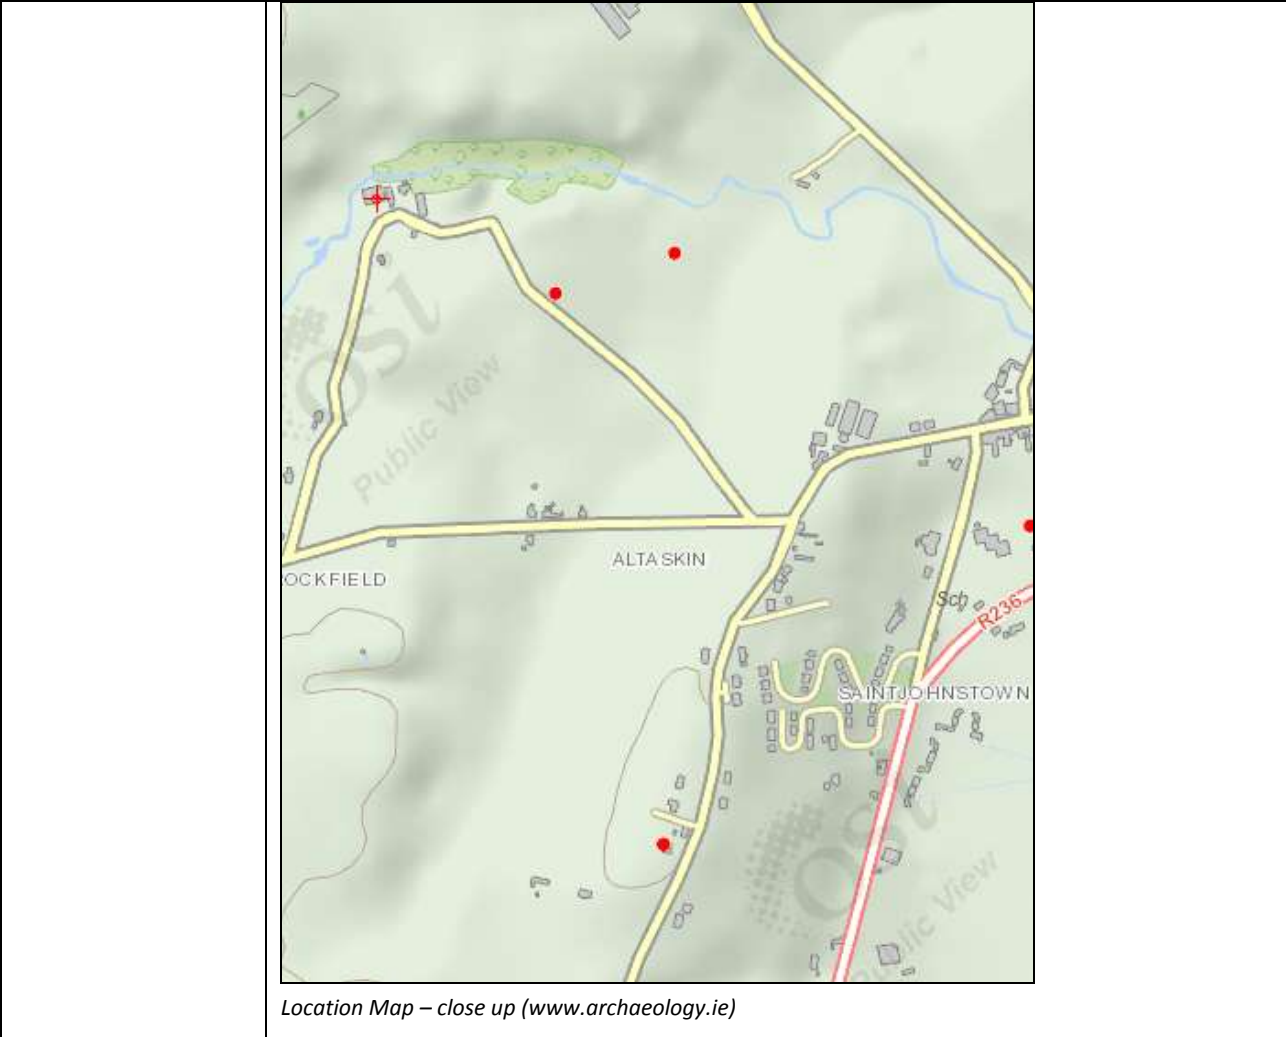 OSi
Public View
ALTASKIN
OCKFIELD
Sch
R236
SAINTJOHNSTOWN
OSi
Public View
Location Map – close up (www.archaeology.ie)